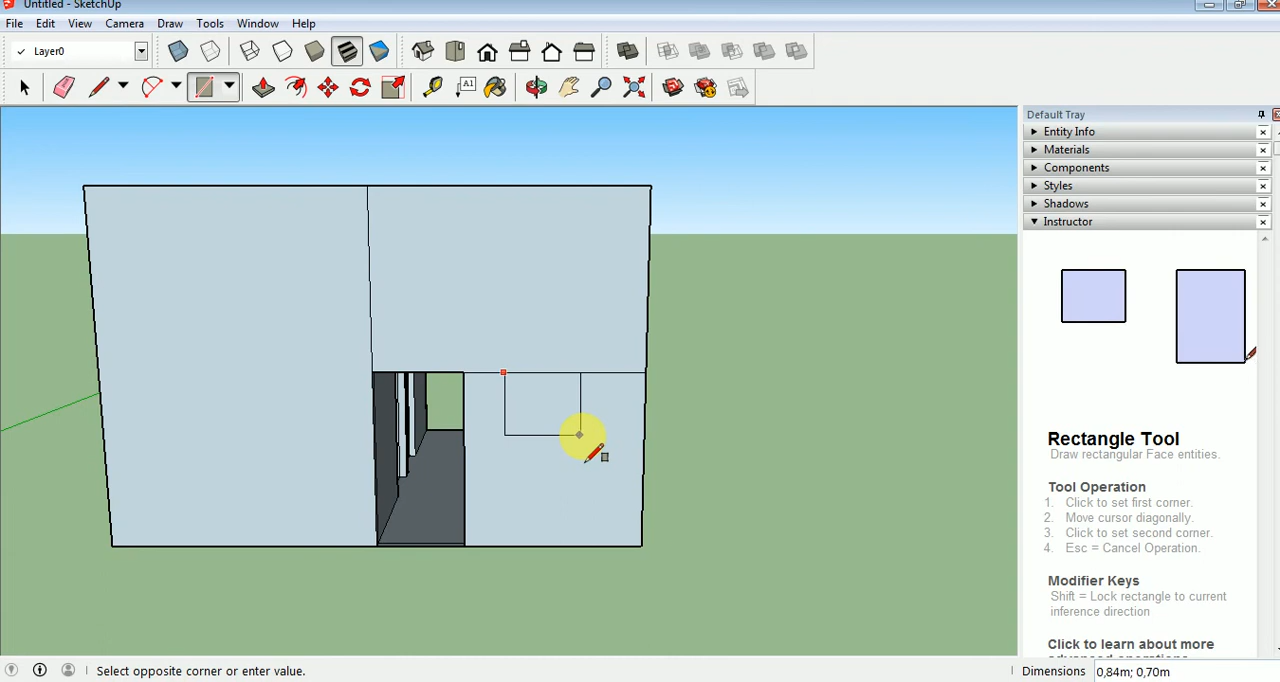 Untitled - SketchUp
File Edit View Camera Draw Tools Window Help
Layer0
A1
Default Tray
Entity Info
Materials
Components
Styles
Shadows
Instructor
Rectangle Tool
Draw rectangular Face entities.
Tool Operation
1. Click to set first corner.
2. Move cursor diagonally.
3. Click to set second corner.
4. Esc = Cancel Operation.
Modifier Keys
Shift = Lock rectangle to current
inference direction
Click to learn about more
Select opposite corner or enter value.
Dimensions 0,84m; 0,70m